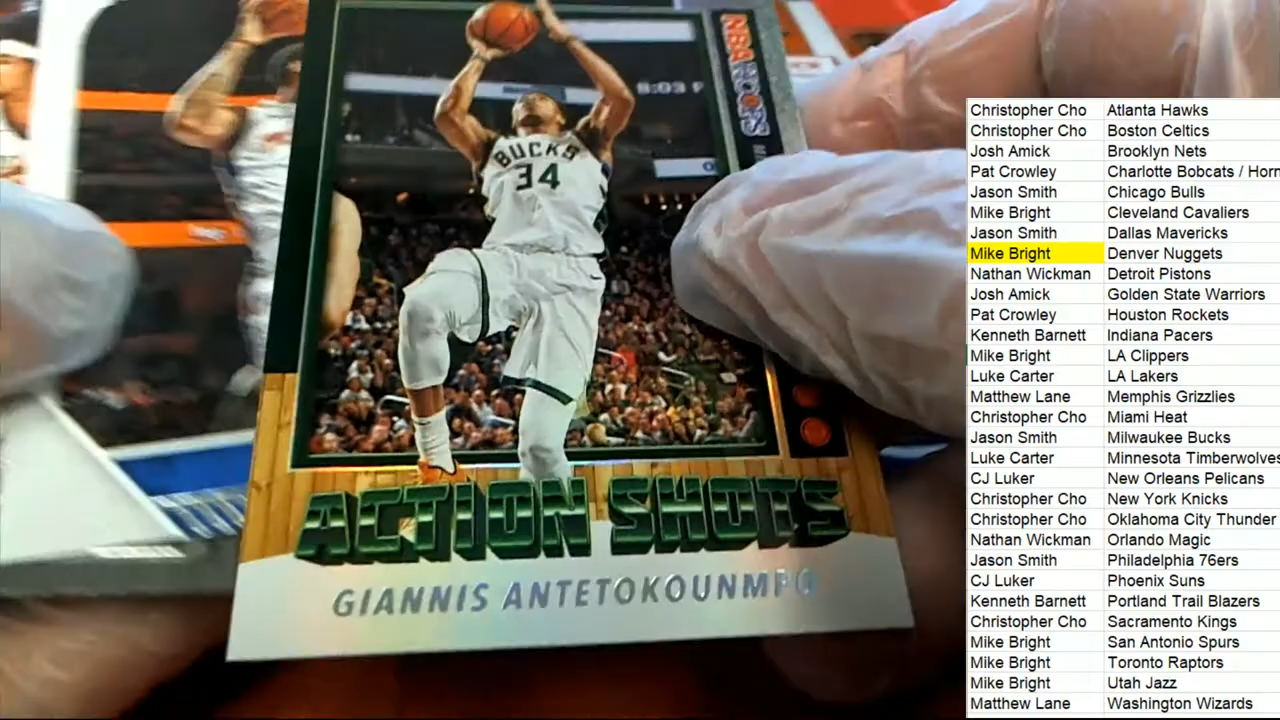 NBA HOOPS
8:03
BUCKS
34
ACTION SHOTS
GIANNIS ANTETOKOUNMPO
Christopher Cho Atlanta Hawks
Christopher Cho Boston Celtics
Josh Amick Brooklyn Nets
Pat Crowley Charlotte Bobcats / Horn
Jason Smith Chicago Bulls
Mike Bright Cleveland Cavaliers
Jason Smith Dallas Mavericks
Mike Bright Denver Nuggets
Nathan Wickman Detroit Pistons
Josh Amick Golden State Warriors
Pat Crowley Houston Rockets
Kenneth Barnett Indiana Pacers
Mike Bright LA Clippers
Luke Carter LA Lakers
Matthew Lane Memphis Grizzlies
Christopher Cho Miami Heat
Jason Smith Milwaukee Bucks
Luke Carter Minnesota Timberwolves
CJ Luker New Orleans Pelicans
Christopher Cho New York Knicks
Christopher Cho Oklahoma City Thunder
Nathan Wickman Orlando Magic
Jason Smith Philadelphia 76ers
CJ Luker Phoenix Suns
Kenneth Barnett Portland Trail Blazers
Christopher Cho Sacramento Kings
Mike Bright San Antonio Spurs
Mike Bright Toronto Raptors
Mike Bright Utah Jazz
Matthew Lane Washington Wizards